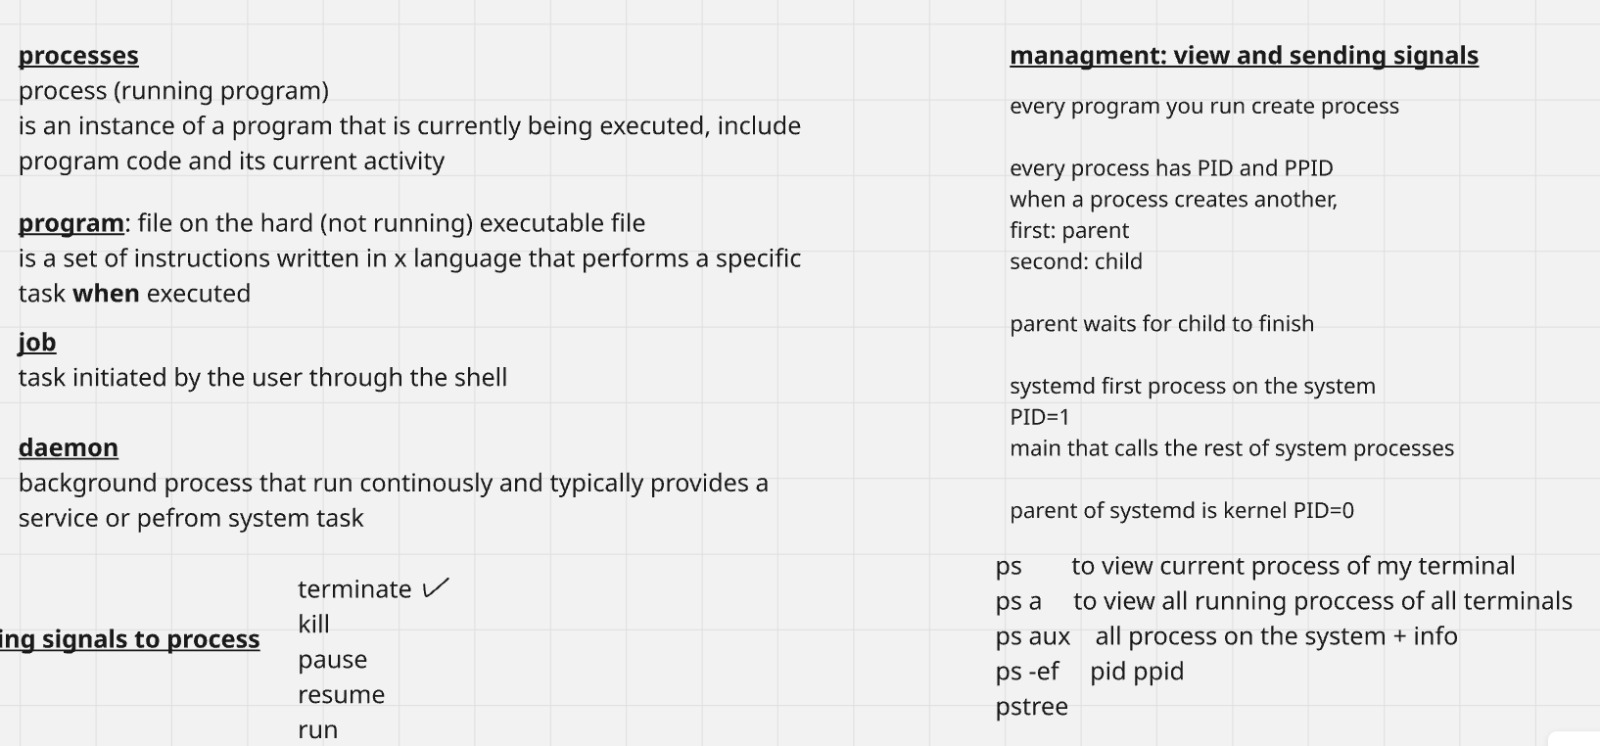 processes
process (running program)
is an instance of a program that is currently being executed, include
program code and its current activity
program: file on the hard (not running) executable file
is a set of instructions written in x language that performs a specific
task when executed
job
task initiated by the user through the shell
daemon
background process that run continously and typically provides a
service or pefrom system task
ing signals to process
terminate ✓
kill
pause
resume
run
managment: view and sending signals
every program you run create process
every process has PID and PPID
when a process creates another,
first: parent
second: child
parent waits for child to finish
systemd first process on the system
PID=1
main that calls the rest of system processes
parent of systemd is kernel PID=0
ps to view current process of my terminal
ps a to view all running proccess of all terminals
ps aux all process on the system + info
ps -ef pid ppid
pstree